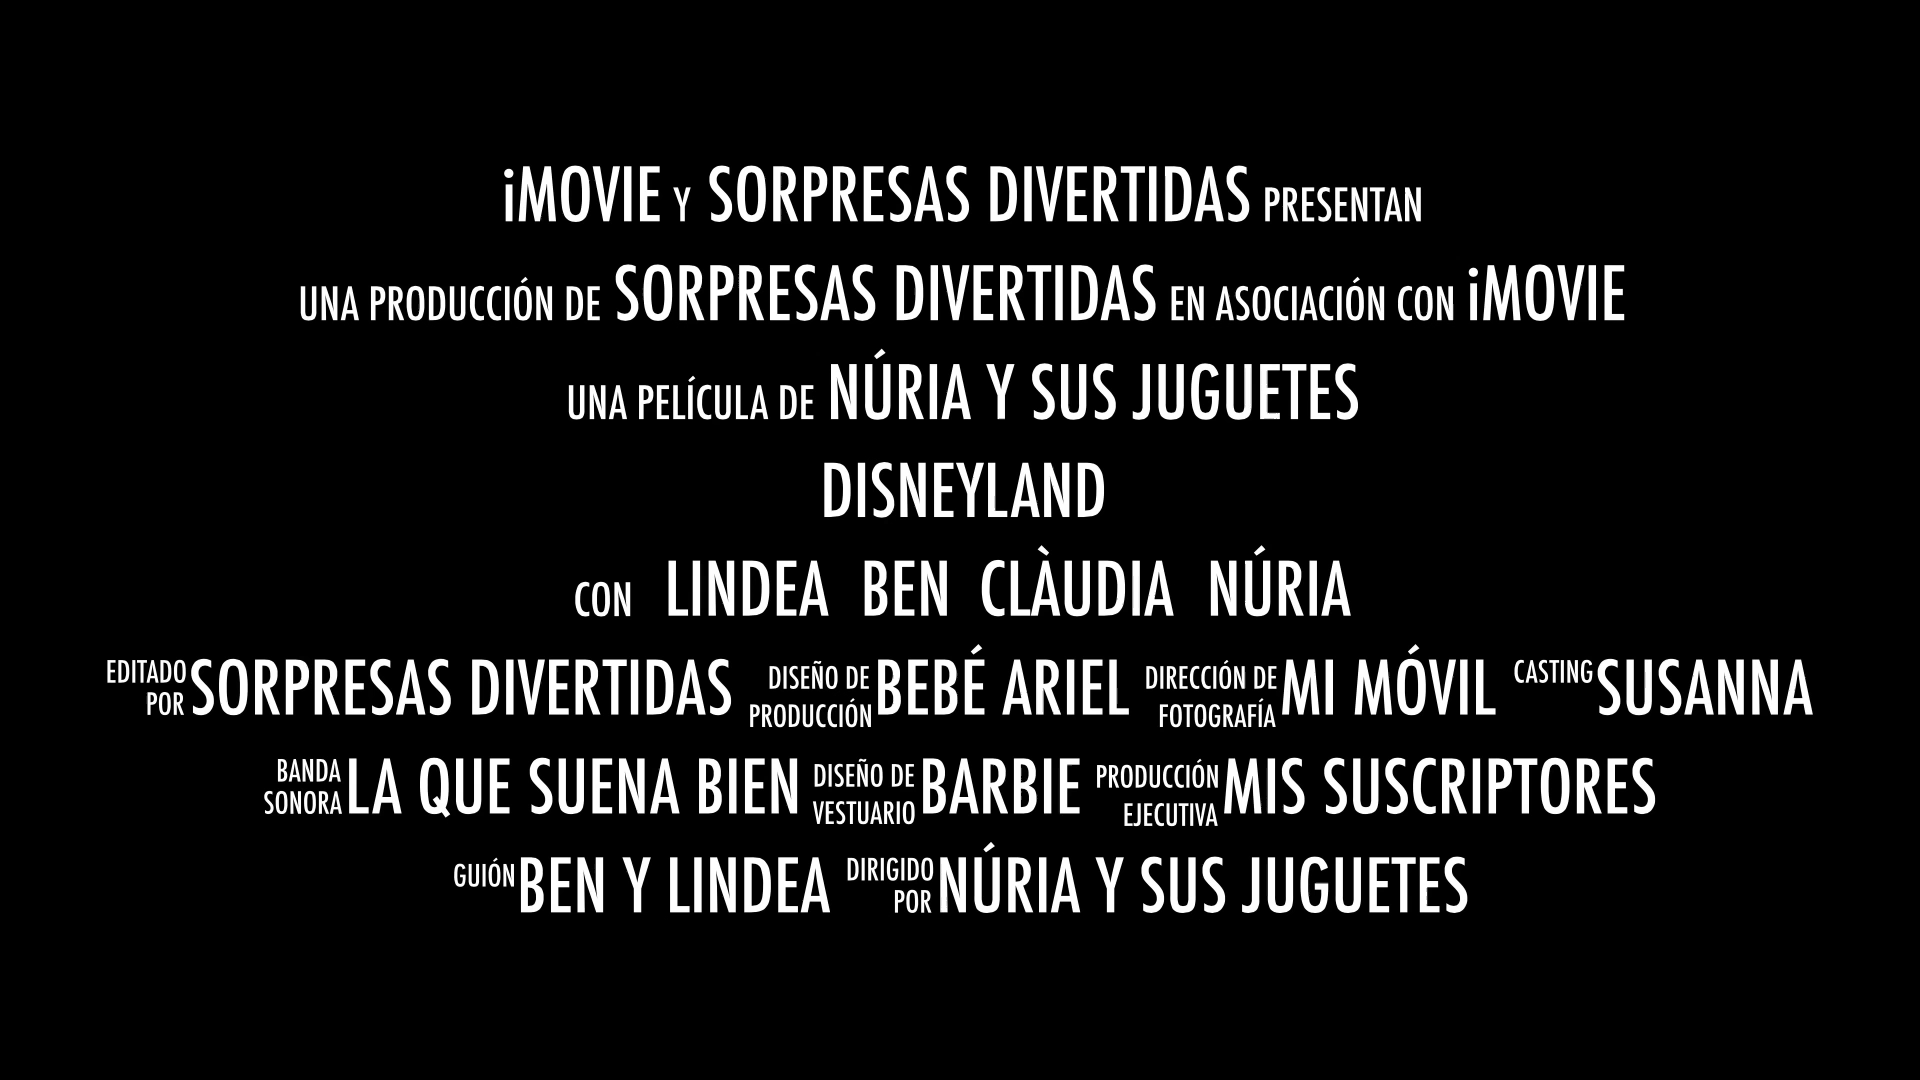 iMOVIE Y SORPRESAS DIVERTIDAS PRESENTAN
UNA PRODUCCIÓN DE SORPRESAS DIVERTIDAS EN ASOCIACIÓN CON iMOVIE
UNA PELÍCULA DE NÚRIA Y SUS JUGUETES
DISNEYLAND
CON LINDEA BEN CLÀUDIA NÚRIA
EDITADO POR SORPRESAS DIVERTIDAS DISEÑO DE PRODUCCIÓN BEBÉ ARIEL DIRECCIÓN DE FOTOGRAFÍA MI MÓVIL CASTING SUSANNA
BANDA SONORA LA QUE SUENA BIEN DISEÑO DE VESTUARIO BARBIE PRODUCCIÓN EJECUTIVA MIS SUSCRIPTORES
GUIÓN BEN Y LINDEA DIRIGIDO POR NÚRIA Y SUS JUGUETES